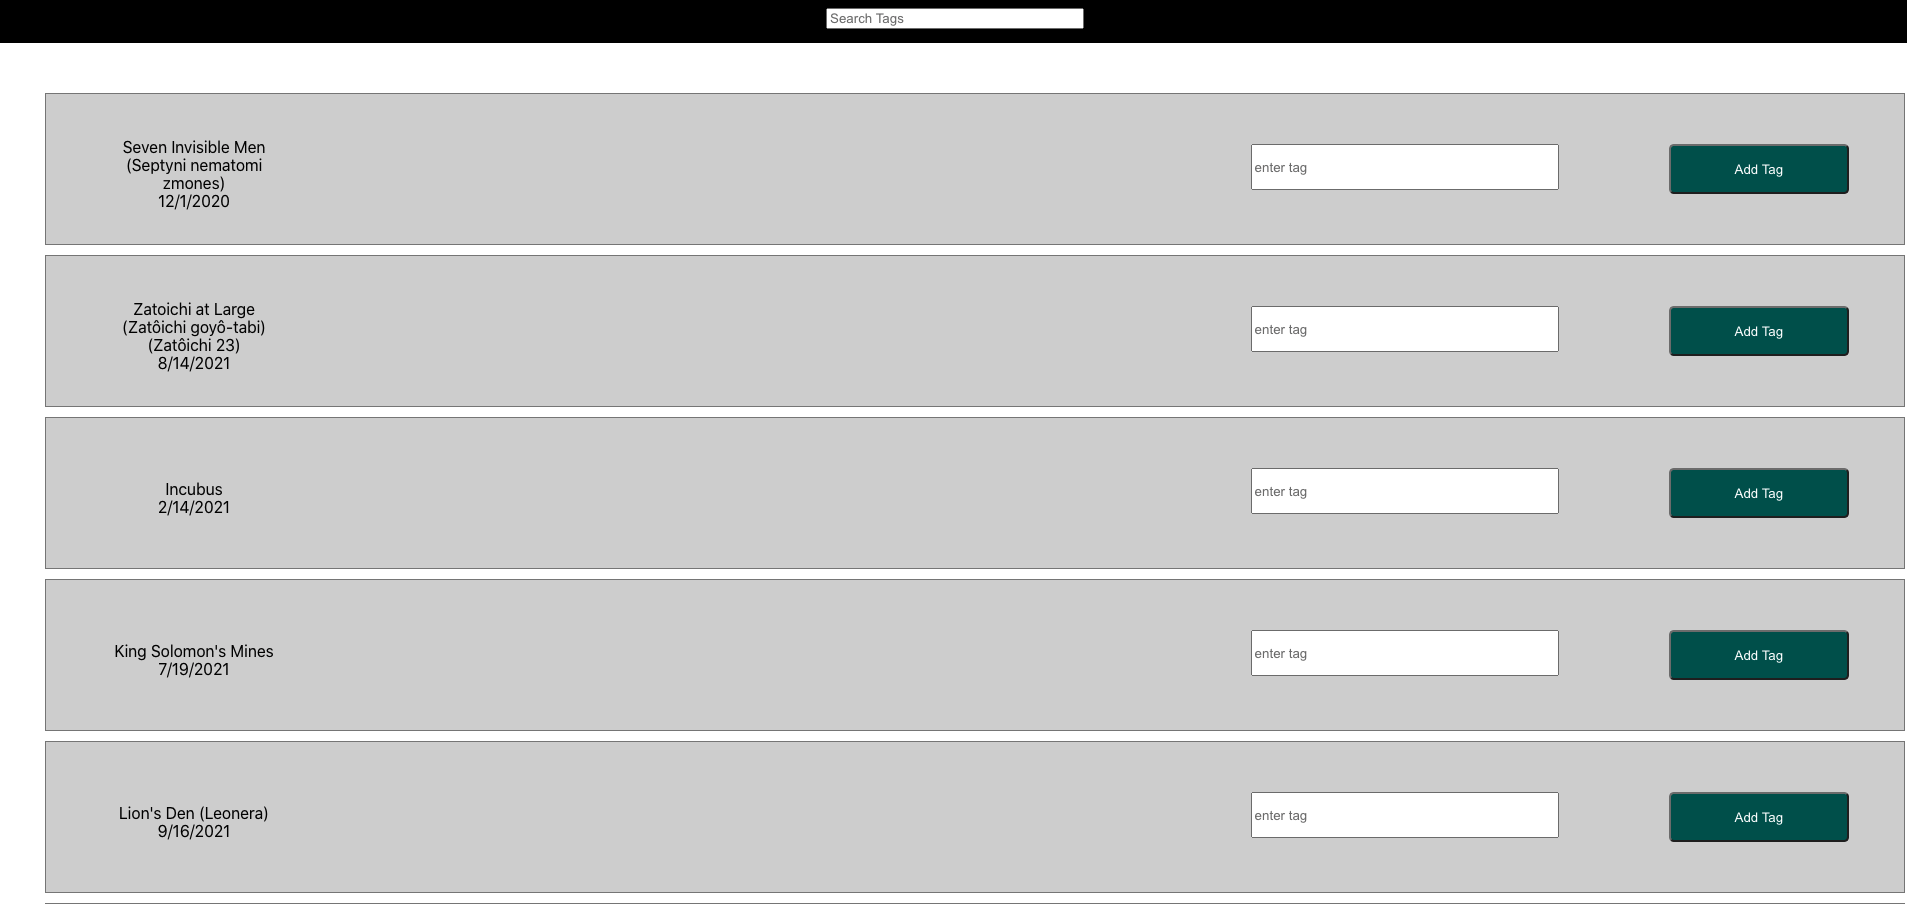 Search Tags
Seven Invisible Men
(Septyni nematomi
zmones)
12/1/2020
enter tag
Add Tag
Zatoichi at Large
(Zatôichi goyô-tabi)
(Zatôichi 23)
8/14/2021
enter tag
Add Tag
Incubus
2/14/2021
enter tag
Add Tag
King Solomon's Mines
7/19/2021
enter tag
Add Tag
Lion's Den (Leonera)
9/16/2021
enter tag
Add Tag